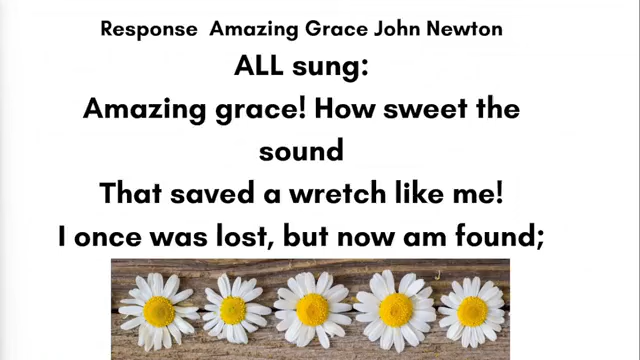 Response  Amazing Grace John Newton
ALL sung:
Amazing grace! How sweet the
sound
That saved a wretch like me!
I once was lost, but now am found;